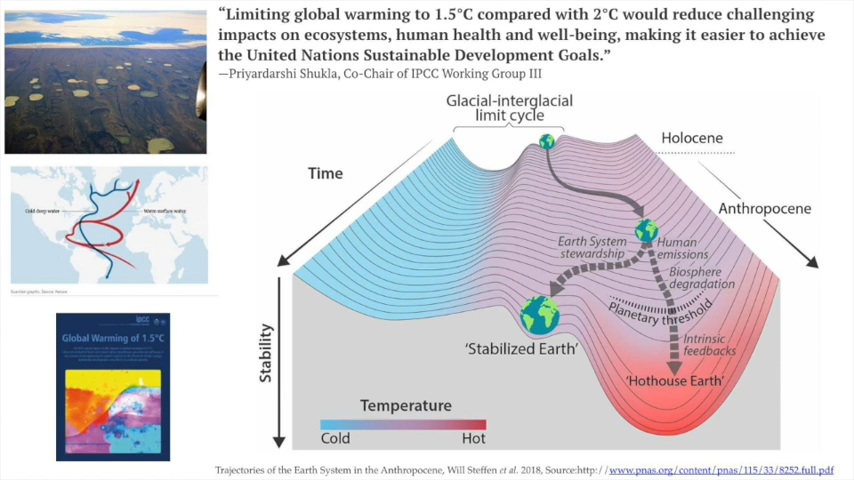 “Limiting global warming to 1.5°C compared with 2°C would reduce challenging
impacts on ecosystems, human health and well-being, making it easier to achieve
the United Nations Sustainable Development Goals.”
—Priyardarshi Shukla, Co-Chair of IPCC Working Group III
Glacial-interglacial
limit cycle
Holocene
Time
Anthropocene
Cold deep water
Warm surface water
Earth System
stewardship
Human
emissions
Biosphere
degradation
Planetary threshold
ipcc
Global Warming of 1.5°C
Stability
'Stabilized Earth'
Intrinsic
feedbacks
'Hothouse Earth'
Temperature
Cold
Hot
Trajectories of the Earth System in the Anthropocene, Will Steffen et al. 2018, Source:http://www.pnas.org/content/pnas/115/33/8252.full.pdf